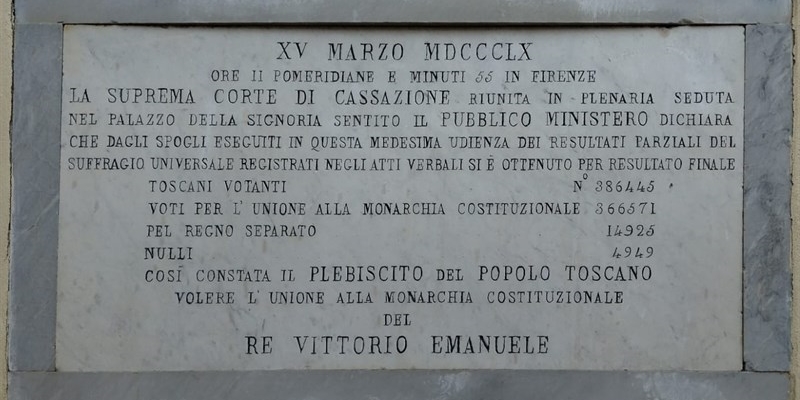 XV MARZO MDCCCLX
ORE 11 POMERIDIANE E MINUTI 55 IN FIRENZE
LA SUPREMA CORTE DI CASSAZIONE RIUNITA IN PLENARIA SEDUTA
NEL PALAZZO DELLA SIGNORIA SENTITO IL PUBBLICO MINISTERO DICHIARA
CHE DAGLI SPOGLI ESEGUITI IN QUESTA MEDESIMA UDIENZA DEI RESULTATI PARZIALI DEL
SUFFRAGIO UNIVERSALE REGISTRATI NEGLI ATTI VERBALI SI È OTTENUTO PER RESULTATO FINALE
TOSCANI VOTANTI N° 386445
VOTI PER L' UNIONE ALLA MONARCHIA COSTITUZIONALE 366571
PEL REGNO SEPARATO 14925
NULLI 4949
COSÍ CONSTATA IL PLEBISCITO DEL POPOLO TOSCANO
VOLERE L' UNIONE ALLA MONARCHIA COSTITUZIONALE
DEL
RE VITTORIO EMANUELE